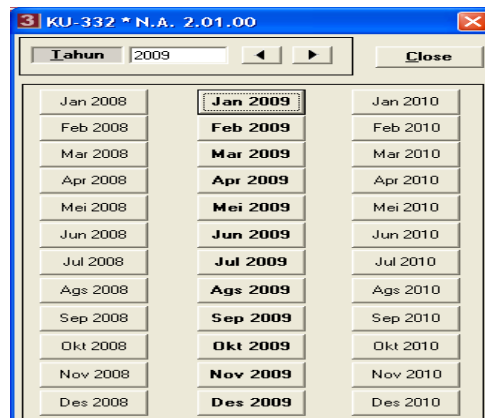 3 KU-332 * N.A. 2.01.00
Tahun 2009 Close
Jan 2008 Jan 2009 Jan 2010
Feb 2008 Feb 2009 Feb 2010
Mar 2008 Mar 2009 Mar 2010
Apr 2008 Apr 2009 Apr 2010
Mei 2008 Mei 2009 Mei 2010
Jun 2008 Jun 2009 Jun 2010
Jul 2008 Jul 2009 Jul 2010
Ags 2008 Ags 2009 Ags 2010
Sep 2008 Sep 2009 Sep 2010
Okt 2008 Okt 2009 Okt 2010
Nov 2008 Nov 2009 Nov 2010
Des 2008 Des 2009 Des 2010